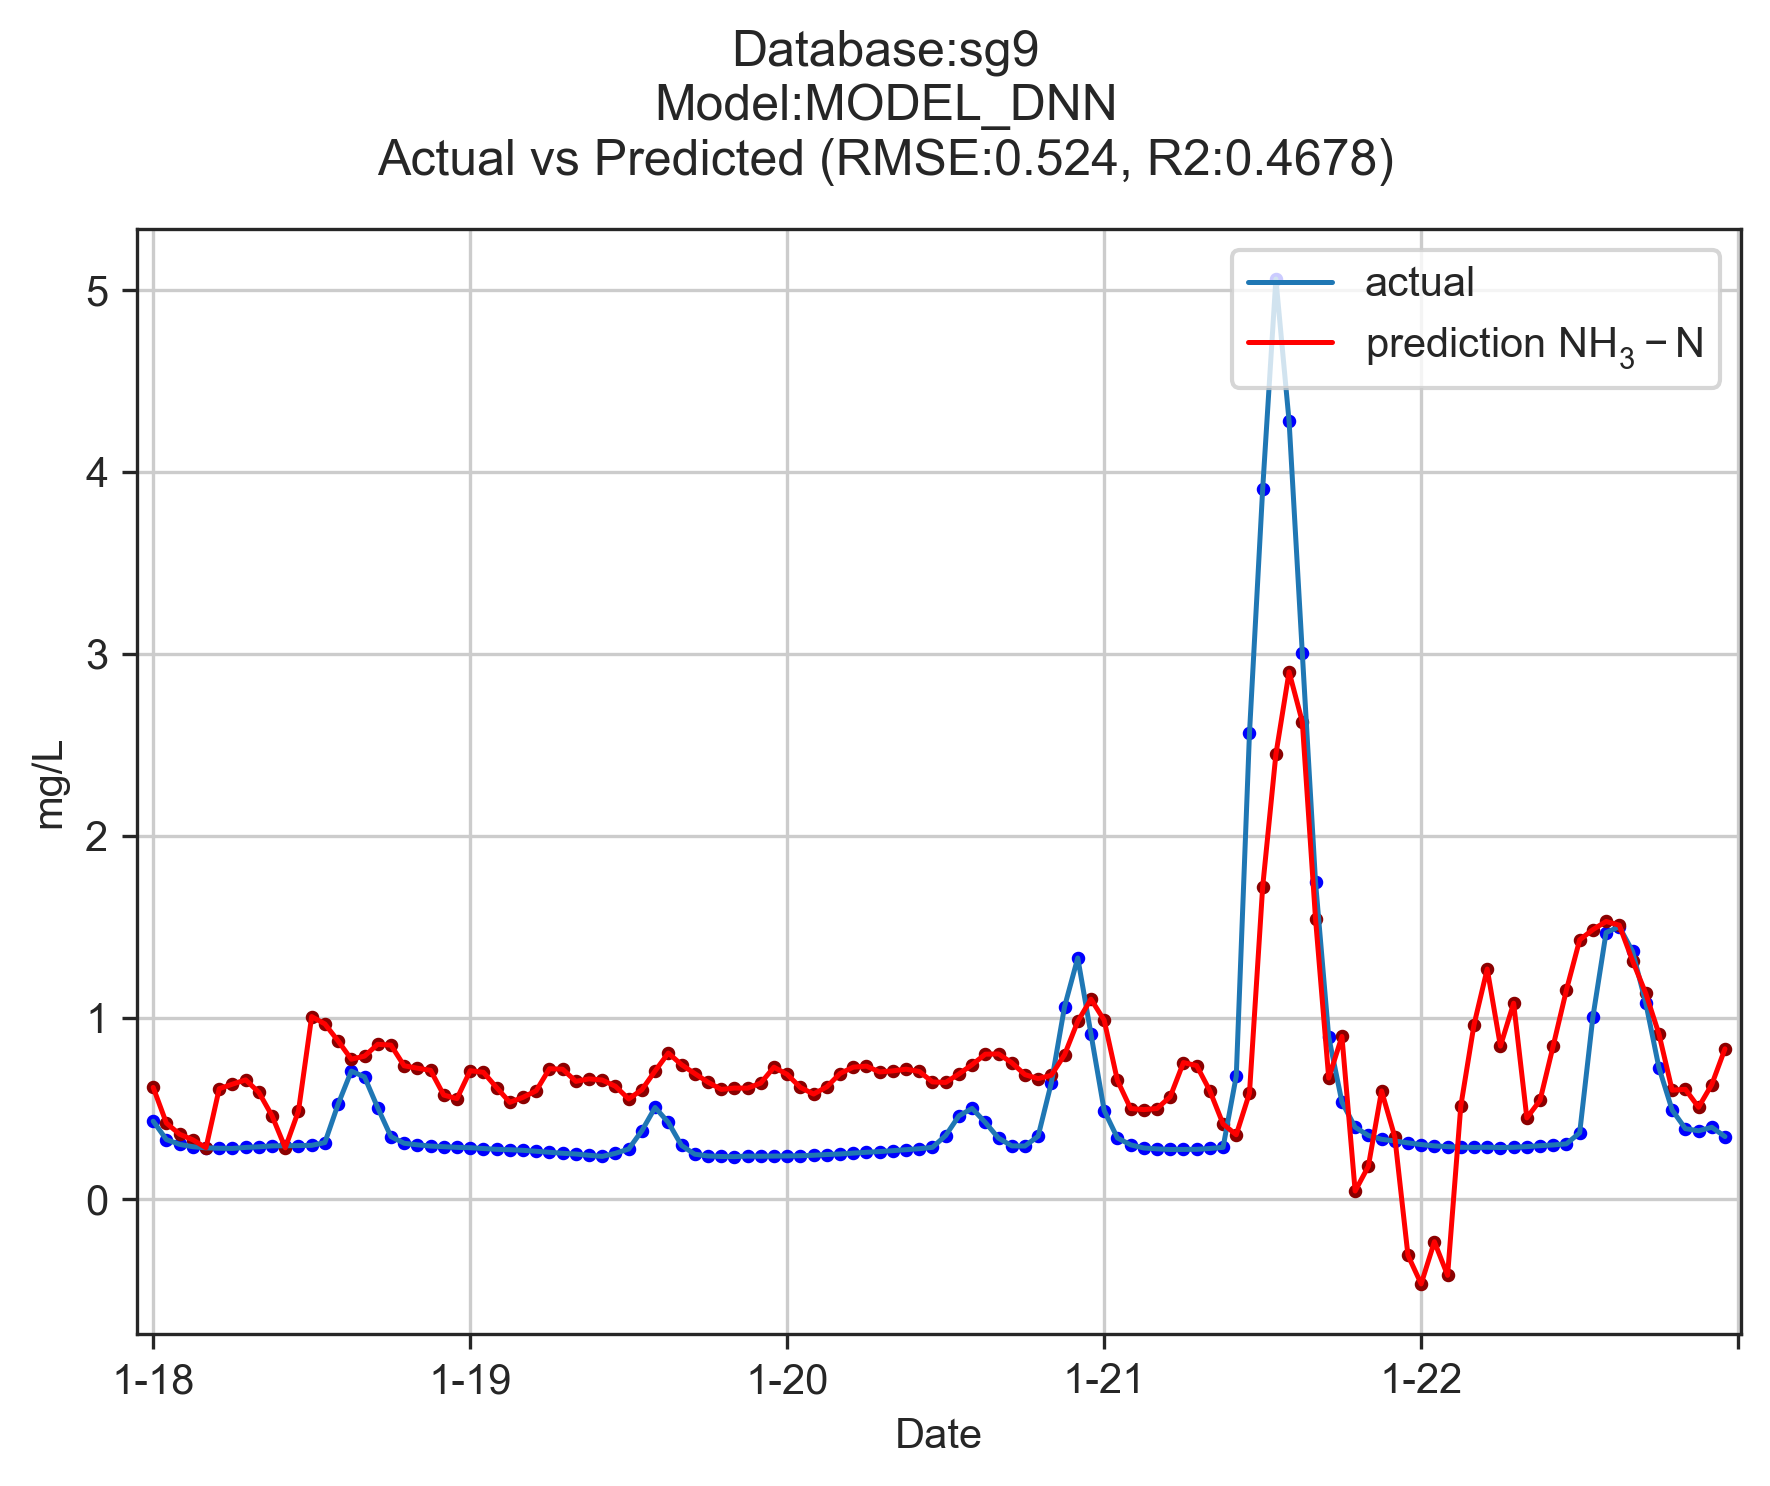 Database:sg9
Model:MODEL_DNN
Actual vs Predicted (RMSE:0.524, R2:0.4678)
actual
prediction NH₃ − N
5
4
3
2
1
0
mg/L
1-18 1-19 1-20 1-21 1-22
Date